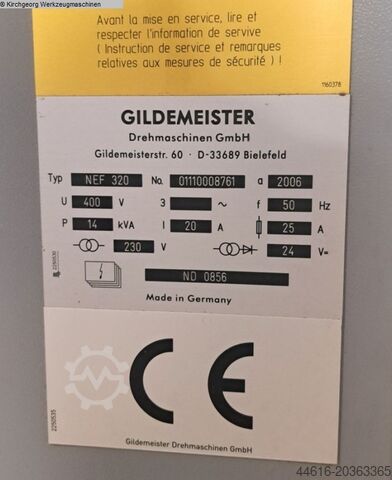 © Kirchgeorg Werkzeugmaschinen
Avant la mise en service, lire et
respecter l'information de servive
( Instruction de service et remarques
relatives aux mesures de sécurité ) !
1160378
GILDEMEISTER
Drehmaschinen GmbH
Gildemeisterstr. 60 · D-33689 Bielefeld
Typ NEF 320 No. 01110008761 a 2006
U 400 V 3 ~ f 50 Hz
P 14 kVA I 20 A 25 A
230 V 24 V=
ND 0856
Made in Germany
2250530
CE
2250535
Gildemeister Drehmaschinen GmbH
44616-20363365